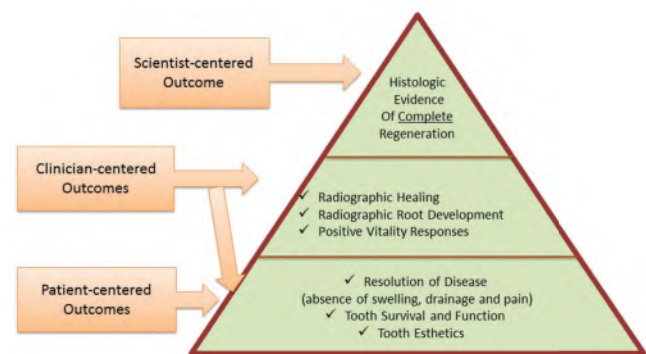 Scientist-centered
Outcome
Histologic
Evidence
Of Complete
Regeneration
Clinician-centered
Outcomes
✓ Radiographic Healing
✓ Radiographic Root Development
✓ Positive Vitality Responses
Patient-centered
Outcomes
✓ Resolution of Disease
(absence of swelling, drainage and pain)
✓ Tooth Survival and Function
✓ Tooth Esthetics